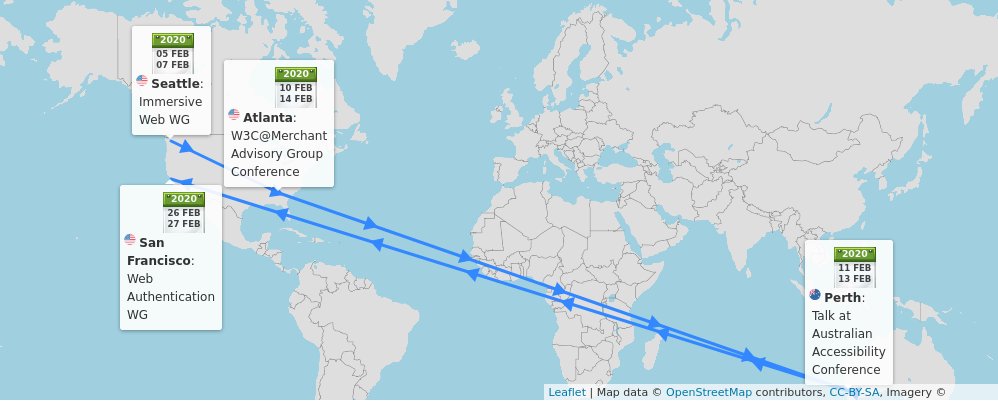 2020
05 FEB
07 FEB
Seattle:
Immersive
Web WG
2020
10 FEB
14 FEB
Atlanta:
W3C@Merchant
Advisory Group
Conference
2020
26 FEB
27 FEB
San
Francisco:
Web
Authentication
WG
2020
11 FEB
13 FEB
Perth:
Talk at
Australian
Accessibility
Conference
Leaflet | Map data © OpenStreetMap contributors, CC-BY-SA, Imagery ©